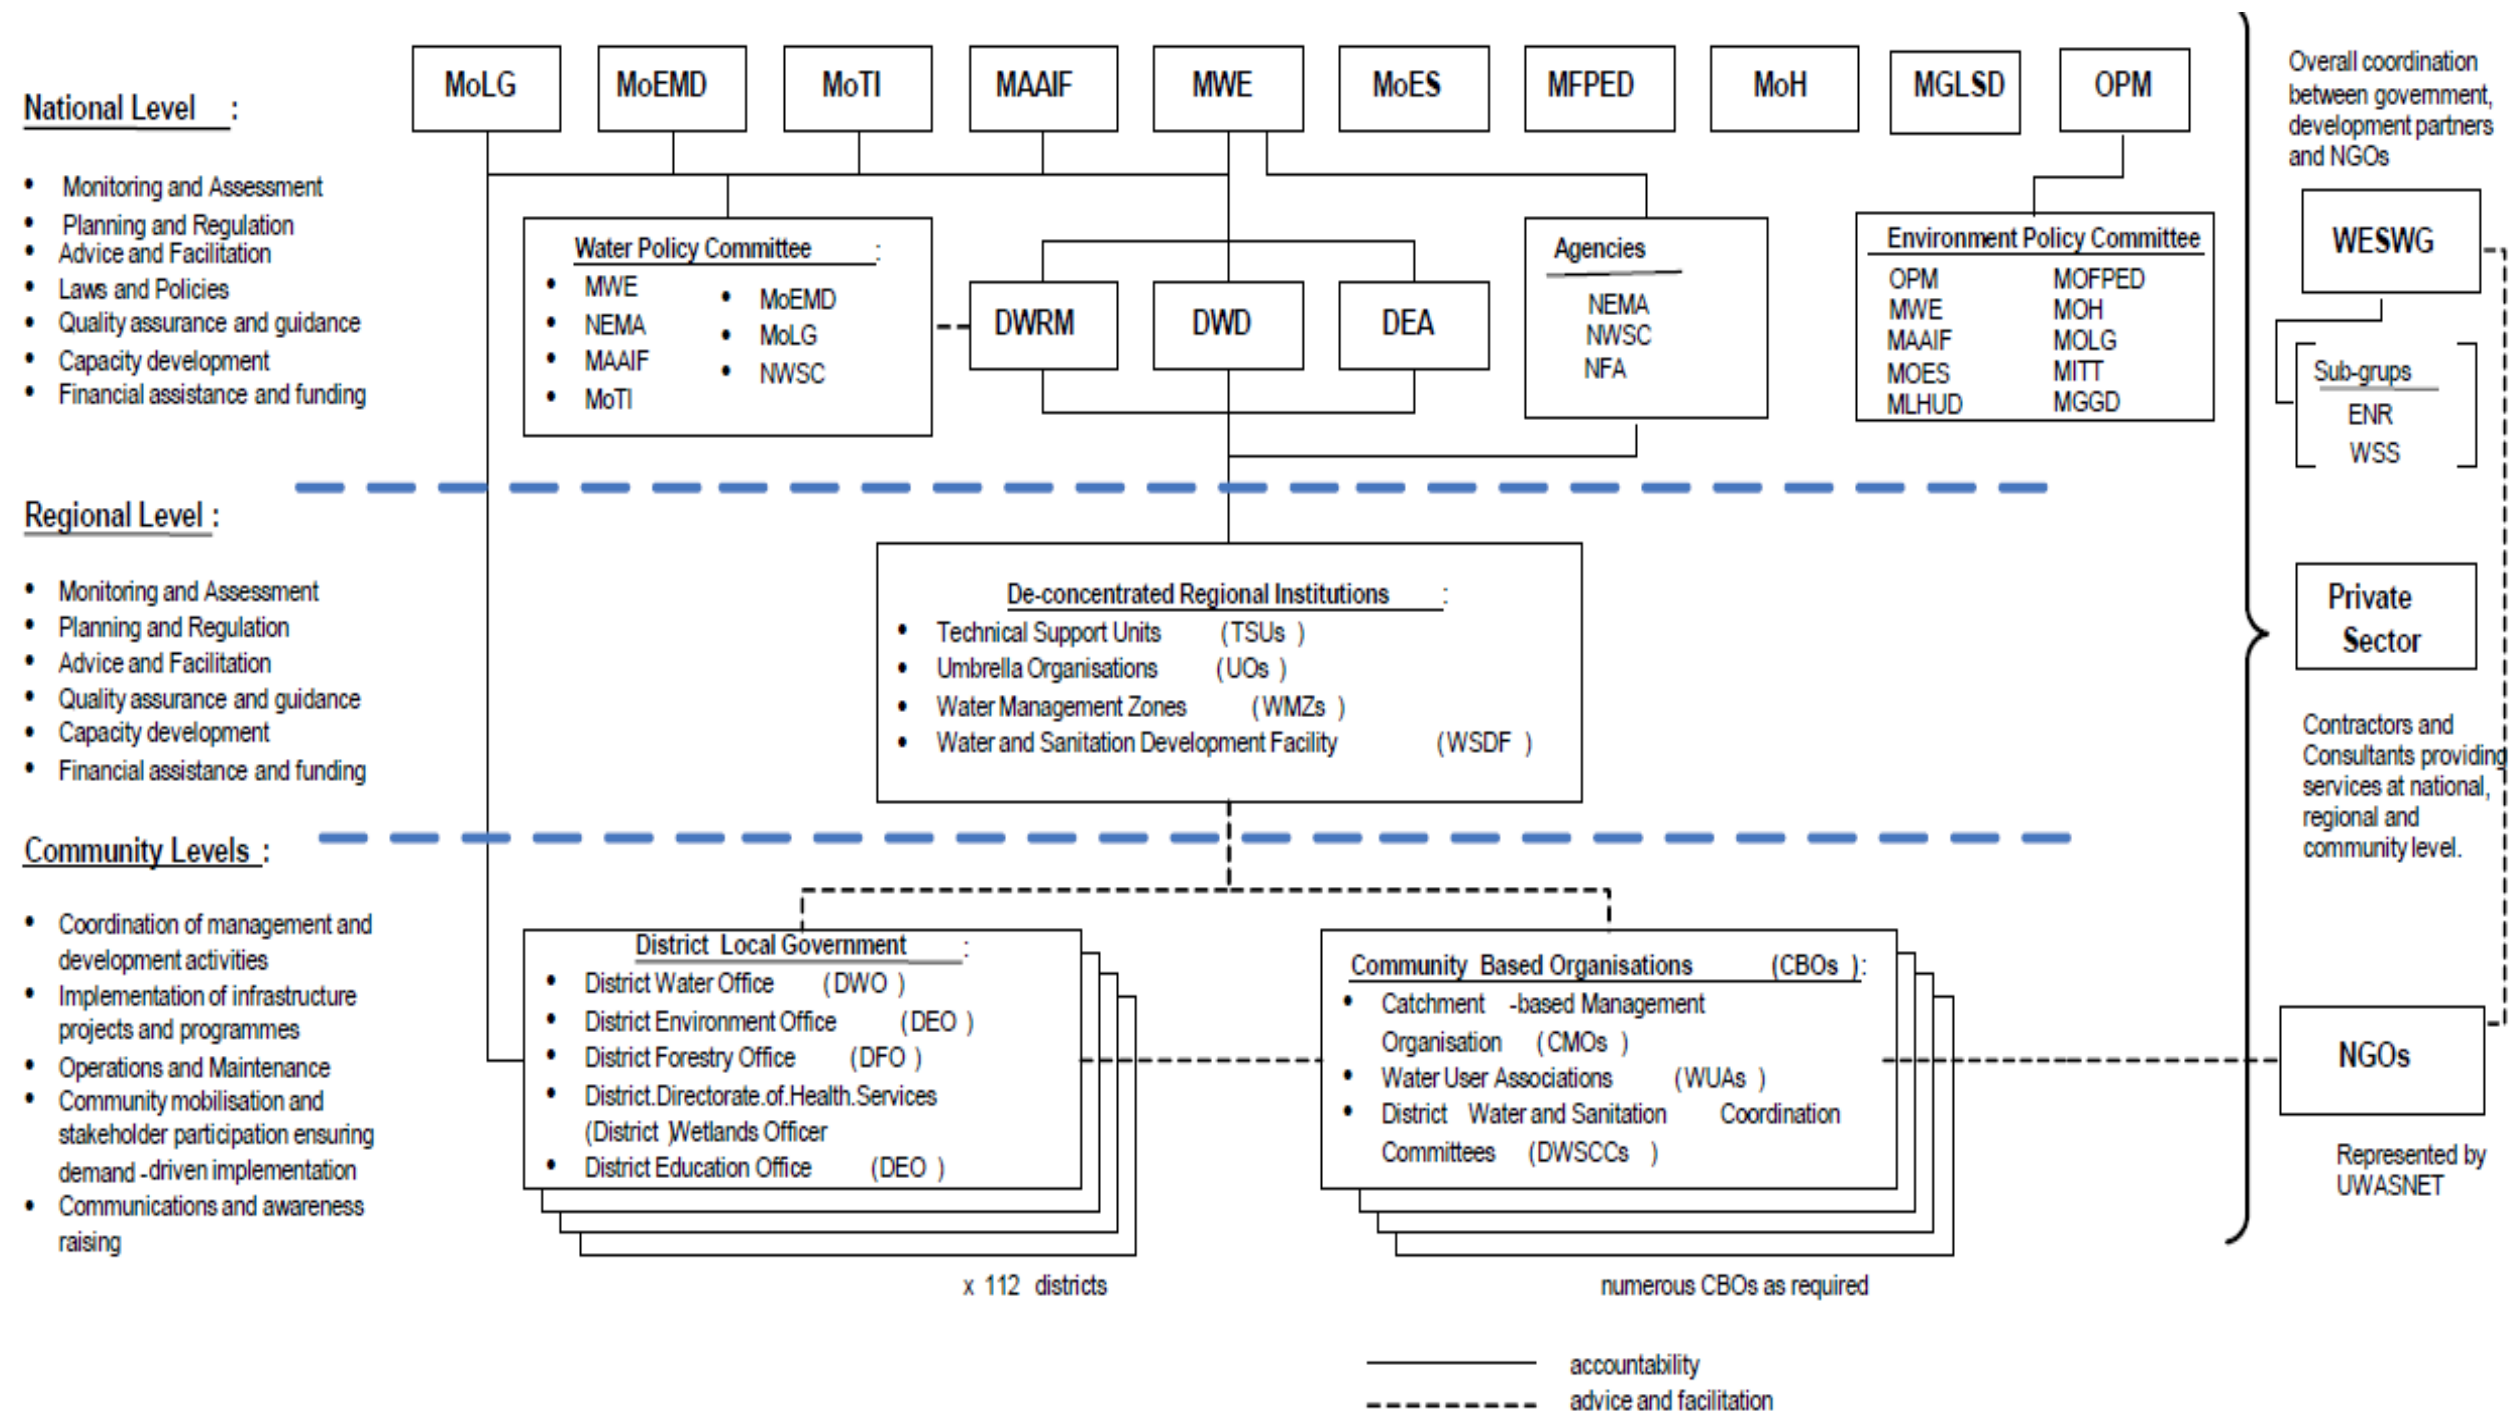 MoLG
MoEMD
MoTI
MAAIF
MWE
MoES
MFPED
MoH
MGLSD
OPM
National Level :
• Monitoring and Assessment
• Planning and Regulation
• Advice and Facilitation
• Laws and Policies
• Quality assurance and guidance
• Capacity development
• Financial assistance and funding
Water Policy Committee :
• MWE
• NEMA
• MAAIF
• MoTI
• MoEMD
• MoLG
• NWSC
DWRM
DWD
DEA
Agencies
NEMA
NWSC
NFA
Environment Policy Committee
OPM MOFPED
MWE MOH
MAAIF MOLG
MOES MITT
MLHUD MGGD
Overall coordination
between government,
development partners
and NGOs
WESWG
Sub-grups
ENR
WSS
Regional Level :
• Monitoring and Assessment
• Planning and Regulation
• Advice and Facilitation
• Quality assurance and guidance
• Capacity development
• Financial assistance and funding
De-concentrated Regional Institutions :
• Technical Support Units (TSUs )
• Umbrella Organisations (UOs )
• Water Management Zones (WMZs )
• Water and Sanitation Development Facility (WSDF )
Private
Sector
Contractors and
Consultants providing
services at national,
regional and
community level.
Community Levels :
• Coordination of management and
development activities
• Implementation of infrastructure
projects and programmes
• Operations and Maintenance
• Community mobilisation and
stakeholder participation ensuring
demand -driven implementation
• Communications and awareness
raising
District Local Government :
• District Water Office (DWO )
• District Environment Office (DEO )
• District Forestry Office (DFO )
• District.Directorate.of.Health.Services
(District )Wetlands Officer
• District Education Office (DEO )
x 112 districts
Community Based Organisations (CBOs ):
• Catchment -based Management
Organisation (CMOs )
• Water User Associations (WUAs )
• District Water and Sanitation Coordination
Committees (DWSCCs )
numerous CBOs as required
NGOs
Represented by
UWASNET
accountability
advice and facilitation